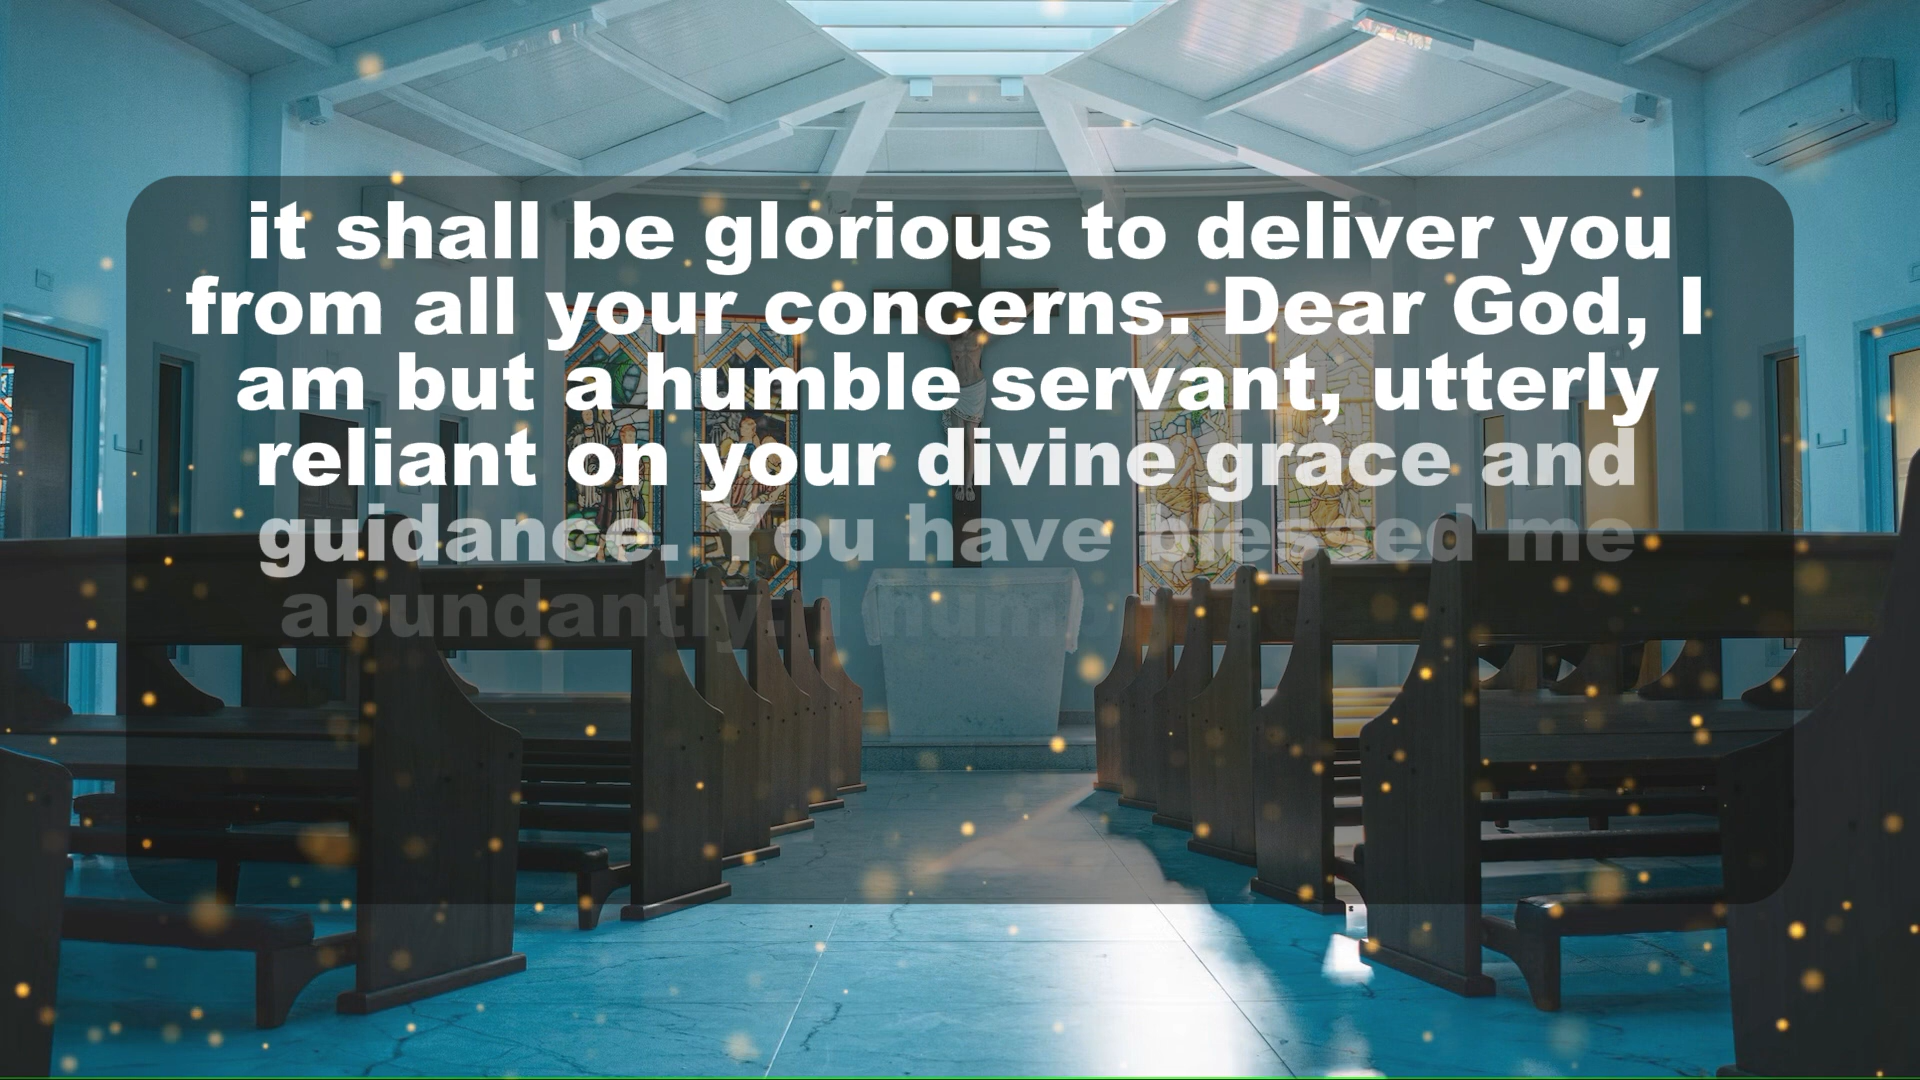 it shall be glorious to deliver you
from all your concerns. Dear God, I
am but a humble servant, utterly
reliant on your divine grace and
guidance. You have blessed me
abundantly. I